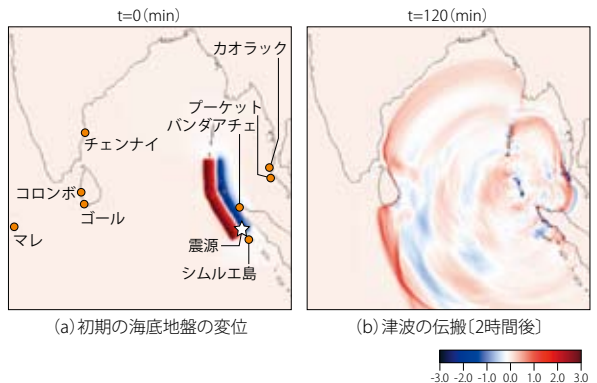 t=0（min）
t=120（min）
カオラック
プーケット
バンダアチェ
チェンナイ
コロンボ
ゴール
マレ
震源
シムルエ島
（a）初期の海底地盤の変位
（b）津波の伝搬〔2時間後〕
-3.0 -2.0 -1.0 0.0 1.0 2.0 3.0